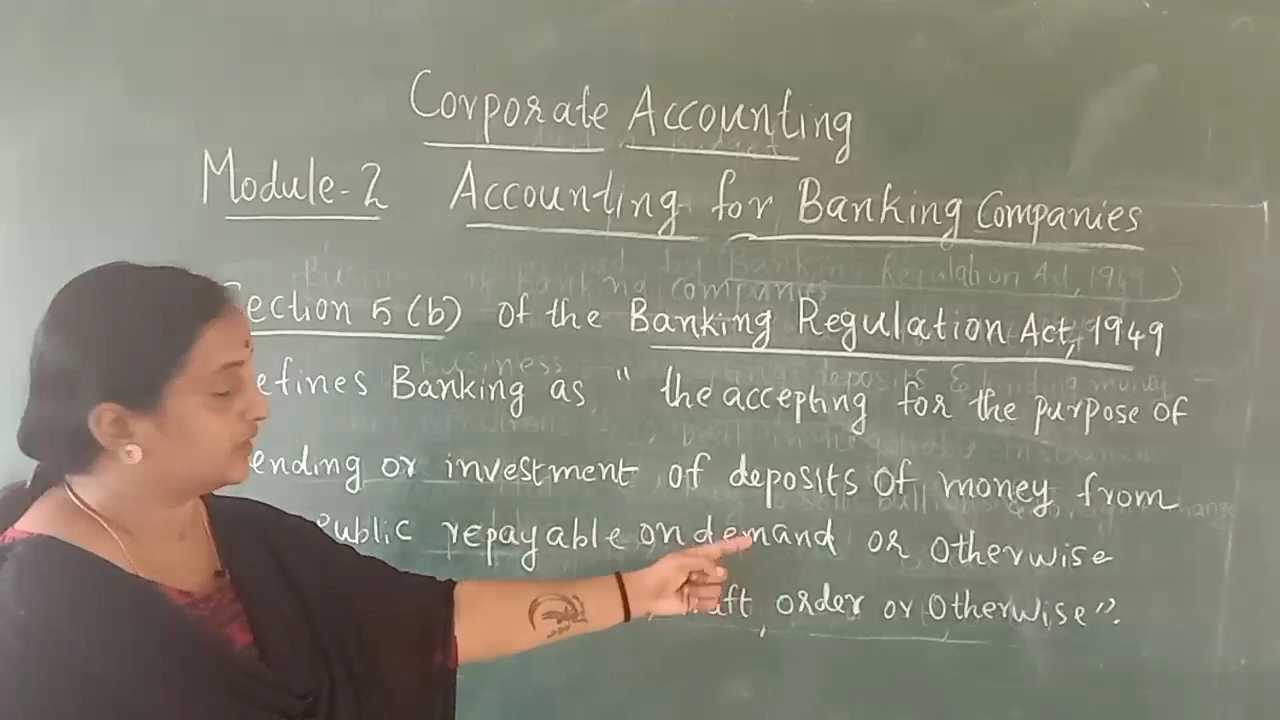 Corporate Accounting
Module-2 Accounting for Banking Companies
Section 5 (b) of the Banking Regulation Act, 1949
efines Banking as " the accepting for the purpose of
ending or investment of deposits of money from
ublic repayable on demand or otherwise
order or Otherwise".